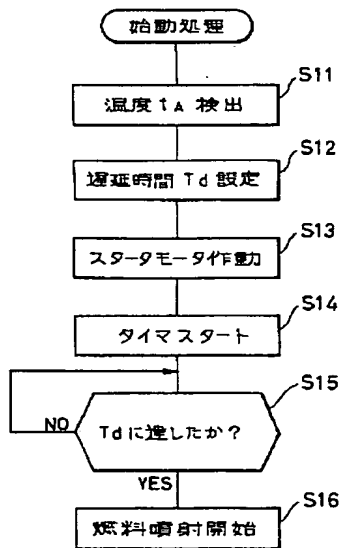 始動処理
S11
温度 tA 検出
S12
遅延時間 Td 設定
S13
スタータモータ作動
S14
タイマスタート
S15
Tdに達したか？
NO
YES
S16
燃料噴射開始